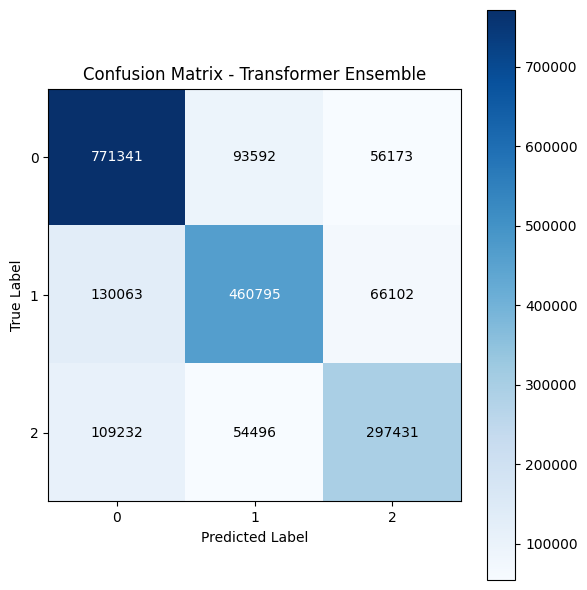 Confusion Matrix - Transformer Ensemble
True Label
0
771341 93592 56173
1
130063 460795 66102
2
109232 54496 297431
0 1 2
Predicted Label
700000
600000
500000
400000
300000
200000
100000